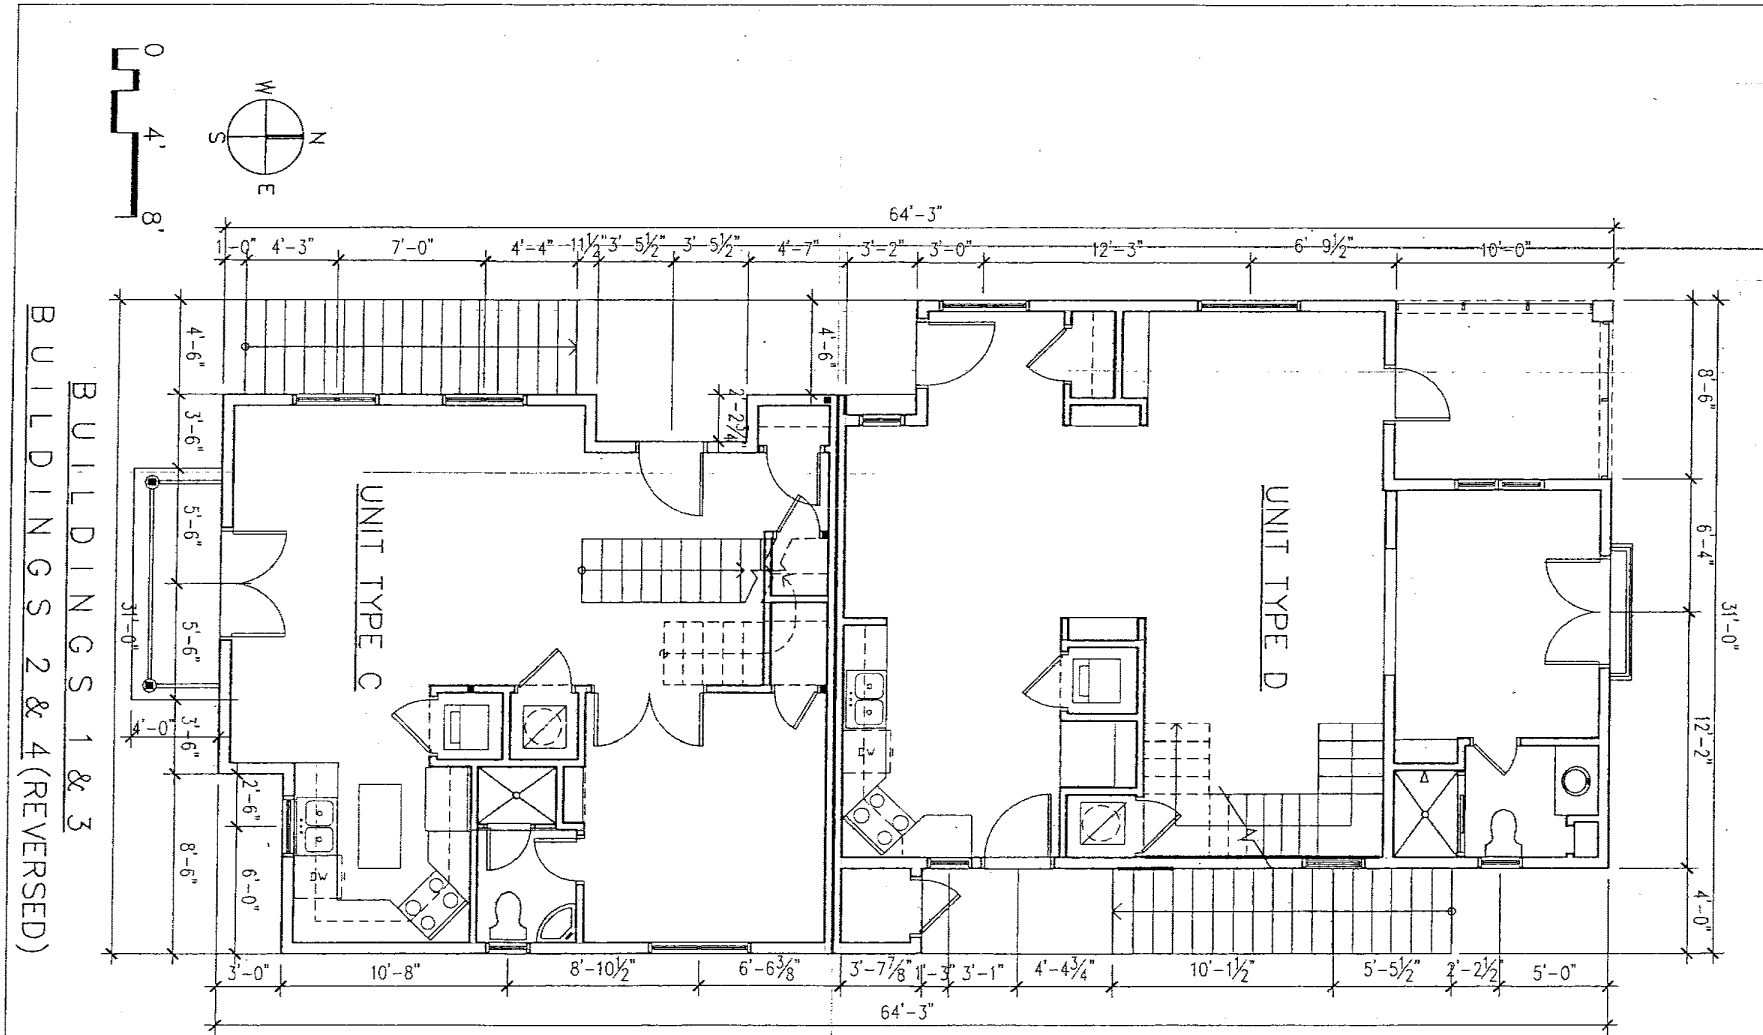 0
4'
8'
W
N
S
E
64'-3"
1'-0" 4'-3" 7'-0" 4'-4" 11½" 3'-5½" 3'-5½" 4'-7" 3'-2" 3'-0" 12'-3" 6'9½" 10'-0"
4'-6"
3'-6"
5'-6"
5'-6"
3'-6"
8'-6"
31'-0"
4'-0"
2'-6"
6'-0"
4'-6"
2'-2¾"
UNIT TYPE C
DW
UNIT TYPE D
DW
8'-6"
6'-4"
12'-2"
4'-0"
31'-0"
3'-0" 10'-8" 8'-10½" 6'-6⅜" 3'-7⅞" 1'-3" 3'-1" 4'-4¾" 10'-1½" 5'-5½" 2'-2½" 5'-0"
64'-3"
BUILDINGS 1 & 3
BUILDINGS 2 & 4 (REVERSED)